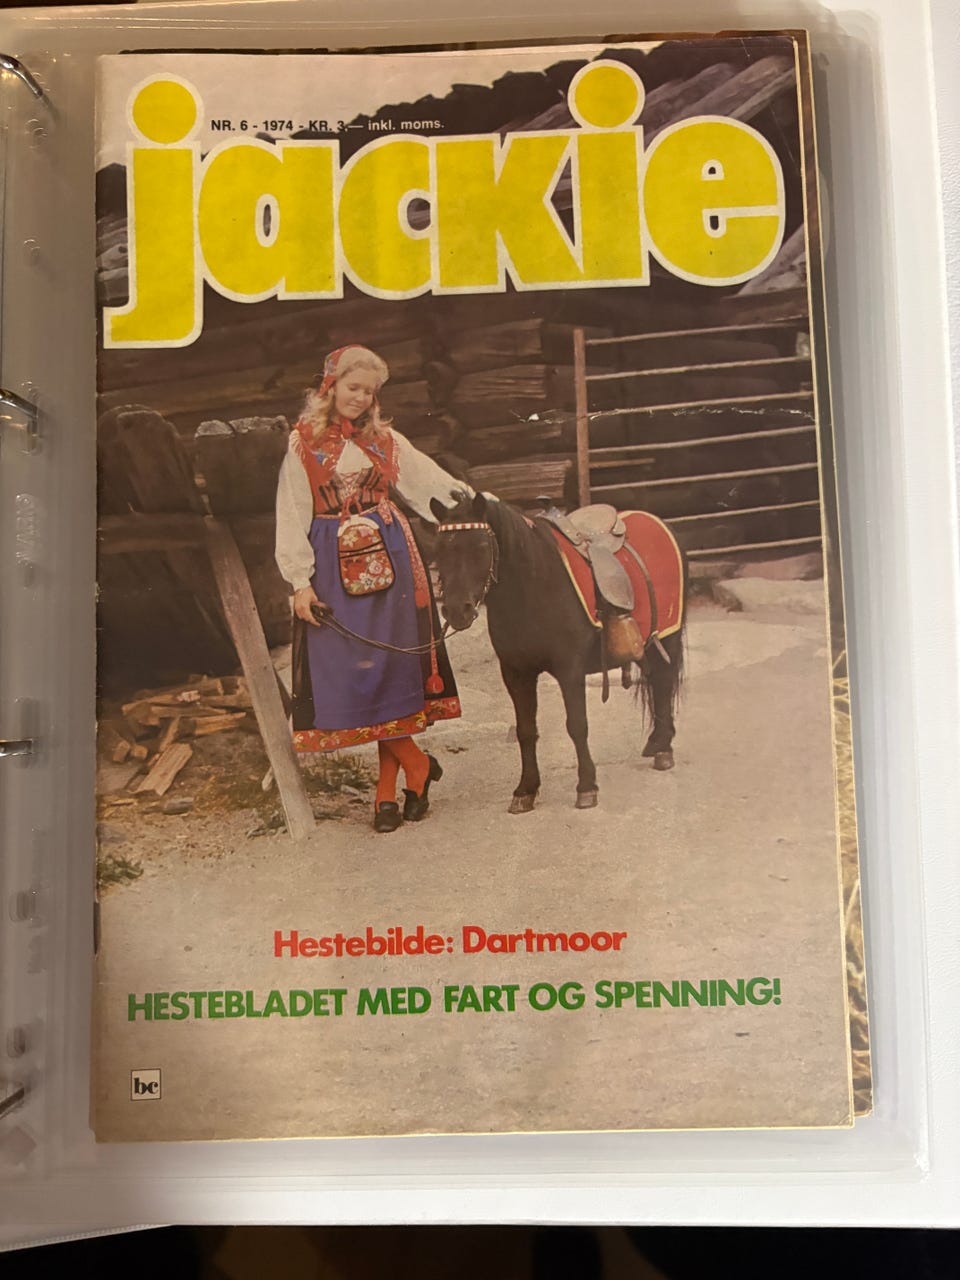 NR. 6 - 1974 - KR. 3,— inkl. moms.
jackie
Hestebilde: Dartmoor
HESTEBLADET MED FART OG SPENNING!
bc